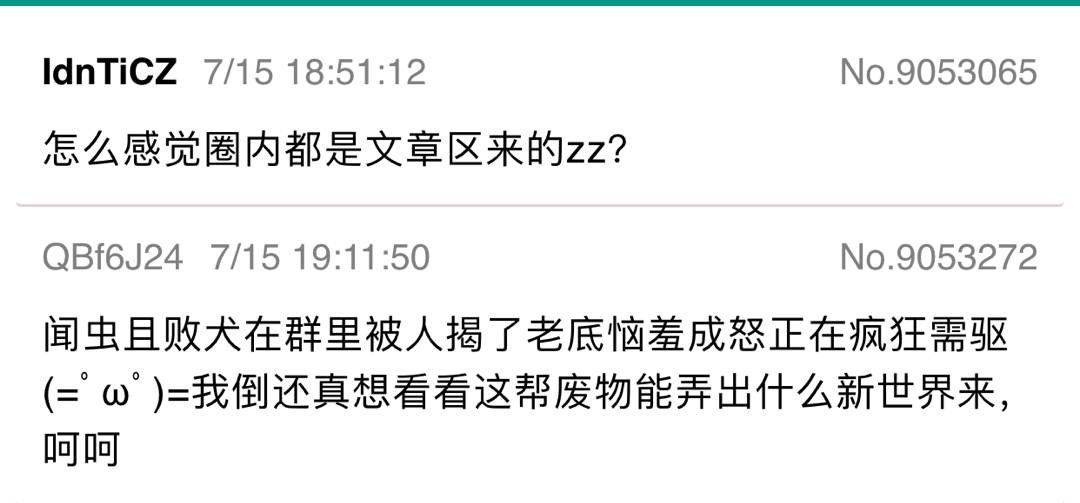 IdnTiCZ 7/15 18:51:12 No.9053065
怎么感觉圈内都是文章区来的zz?
QBf6J24 7/15 19:11:50 No.9053272
闻虫且败犬在群里被人揭了老底恼羞成怒正在疯狂需驱
(=ﾟωﾟ)=我倒还真想看看这帮废物能弄出什么新世界来,
呵呵